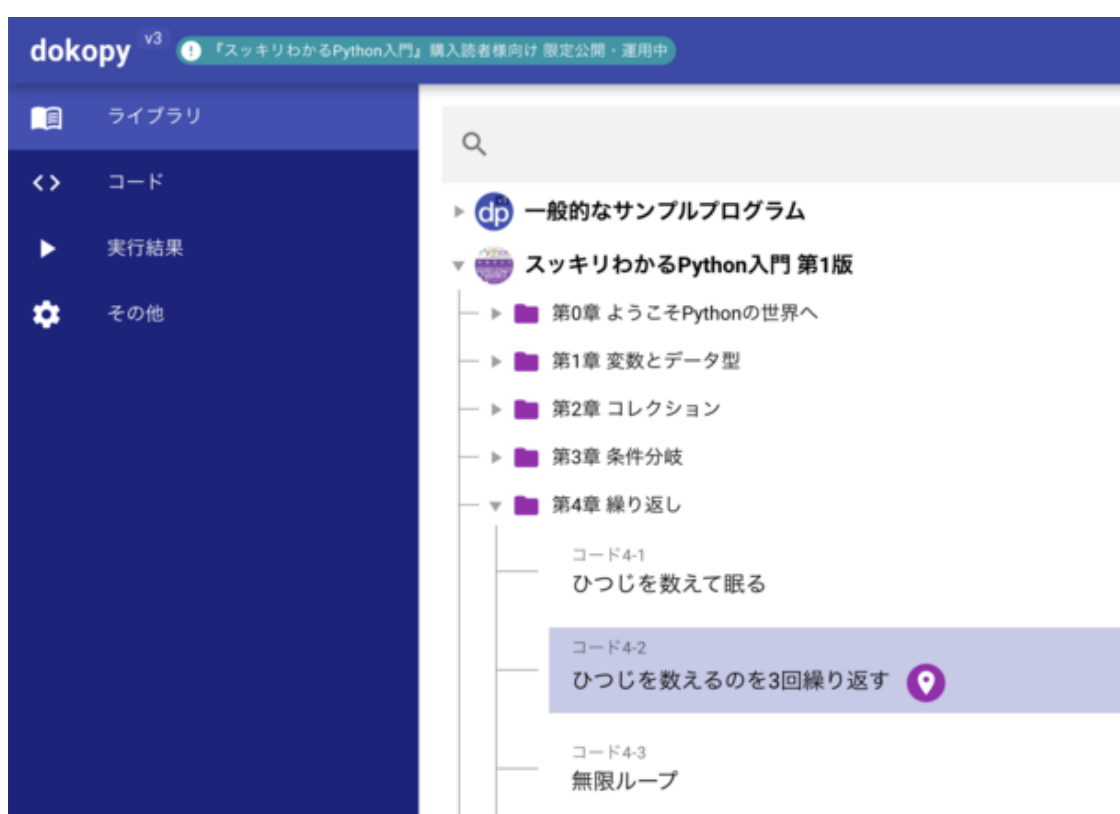 dokopy v3 『スッキリわかるPython入門』購入読者様向け 限定公開・運用中
ライブラリ
コード
実行結果
その他
dp 一般的なサンプルプログラム
スッキリわかるPython入門 第1版
第0章 ようこそPythonの世界へ
第1章 変数とデータ型
第2章 コレクション
第3章 条件分岐
第4章 繰り返し
コード4-1
ひつじを数えて眠る
コード4-2
ひつじを数えるのを3回繰り返す
コード4-3
無限ループ